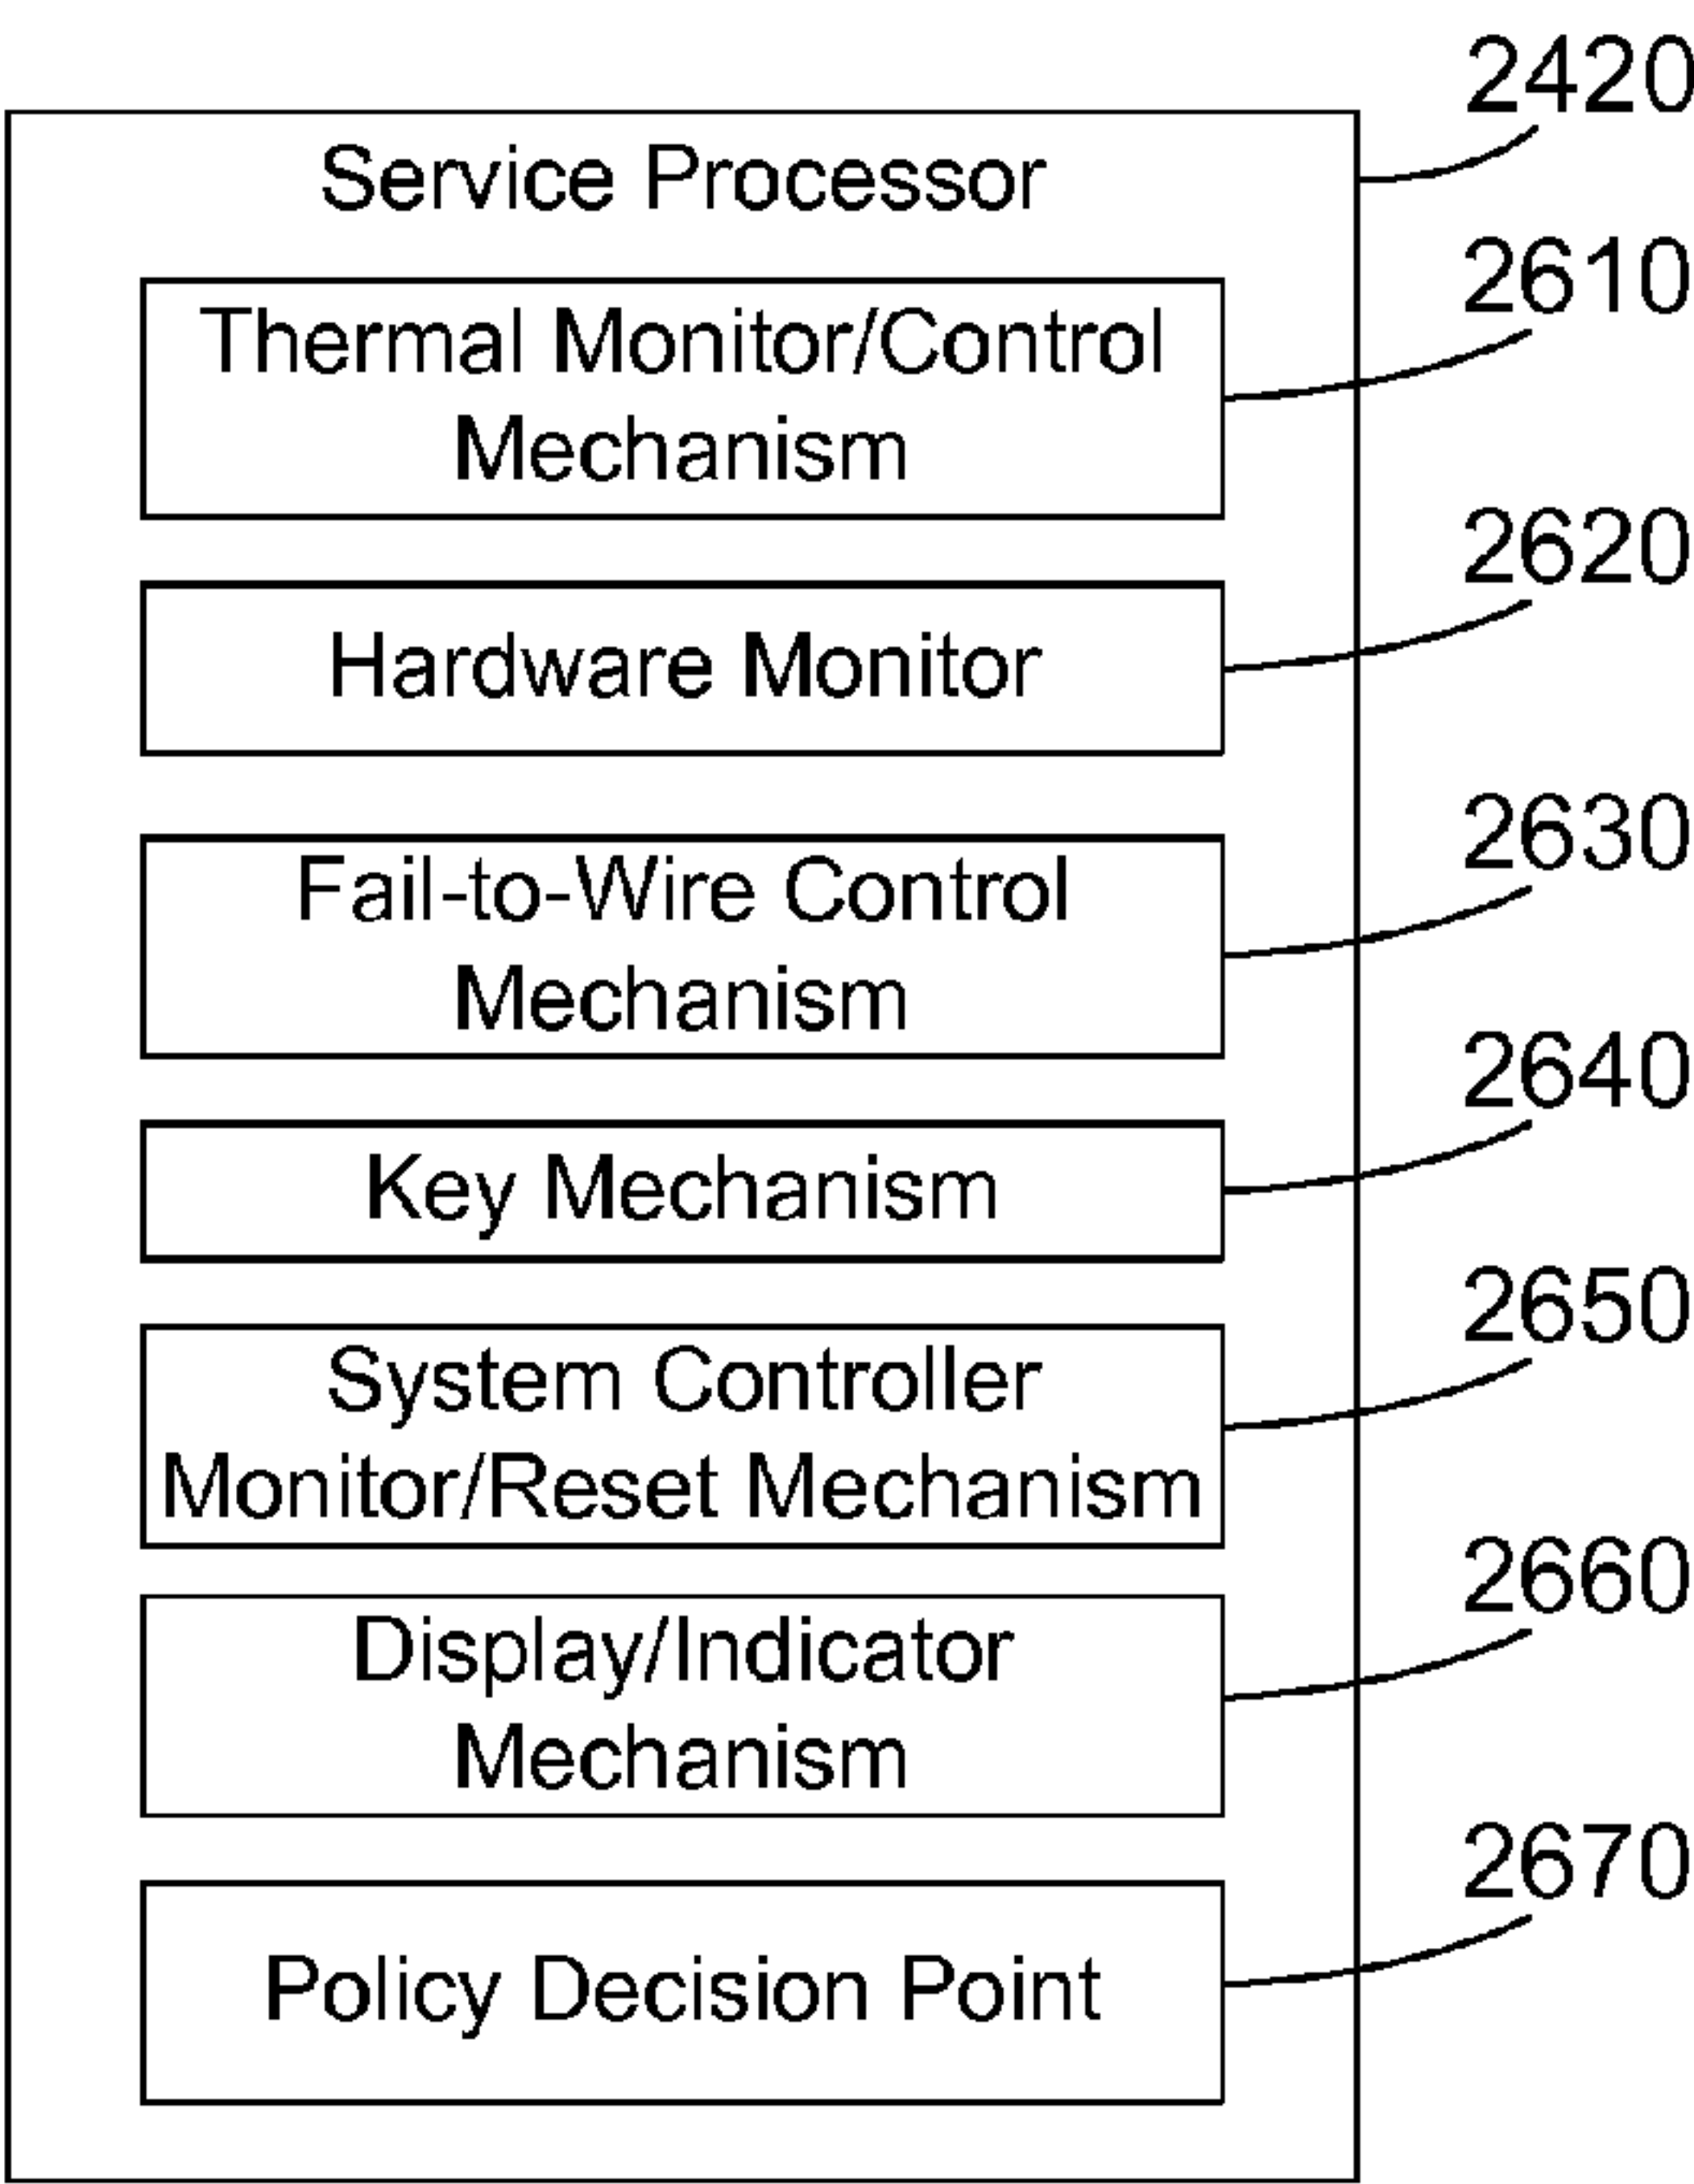 2420
Service Processor
2610
Thermal Monitor/Control
Mechanism
2620
Hardware Monitor
2630
Fail-to-Wire Control
Mechanism
2640
Key Mechanism
2650
System Controller
Monitor/Reset Mechanism
2660
Display/Indicator
Mechanism
2670
Policy Decision Point